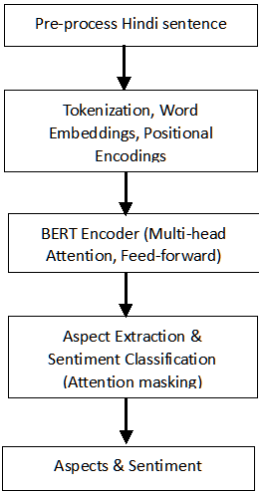 Pre-process Hindi sentence
Tokenization, Word
Embeddings, Positional
Encodings
BERT Encoder (Multi-head
Attention, Feed-forward)
Aspect Extraction &
Sentiment Classification
(Attention masking)
Aspects & Sentiment